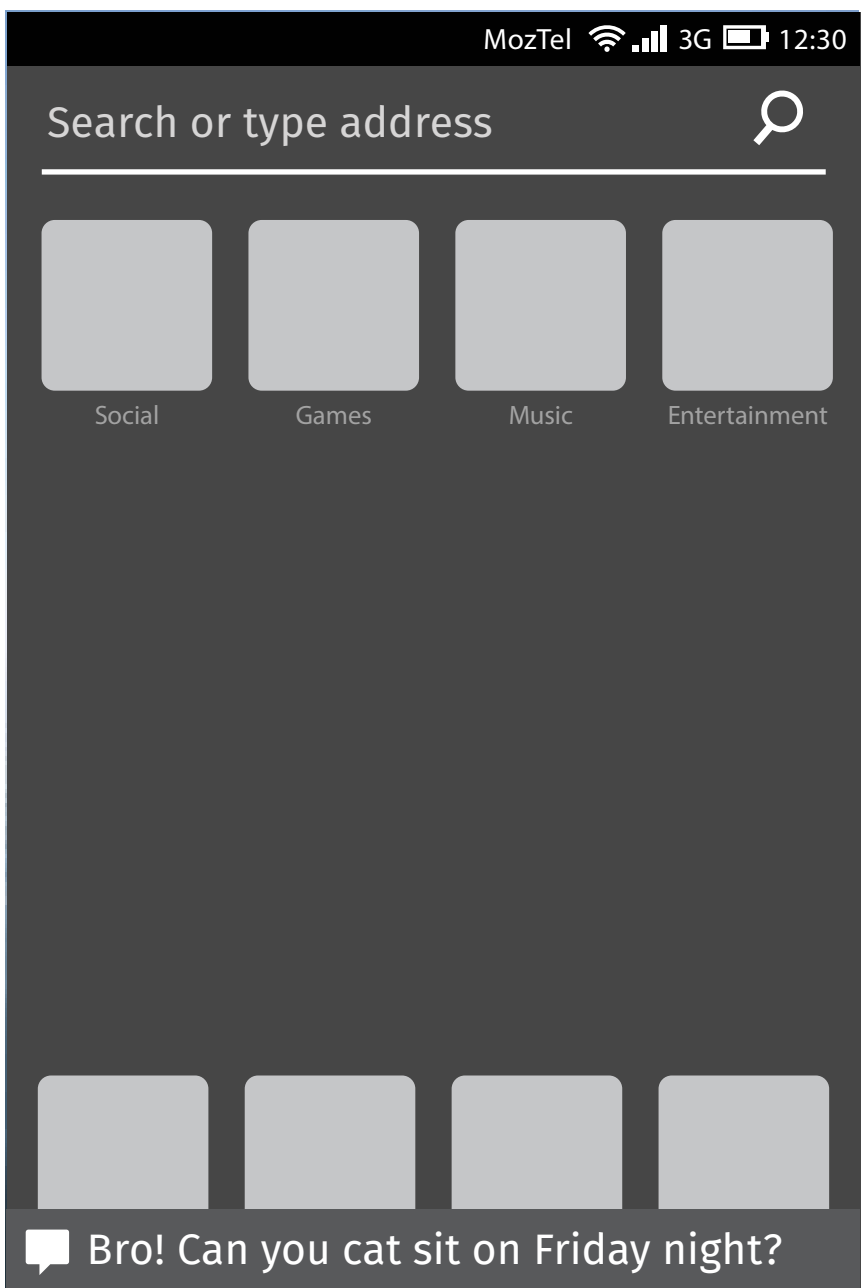 MozTel 3G 12:30
Search or type address
Social Games Music Entertainment
Bro! Can you cat sit on Friday night?